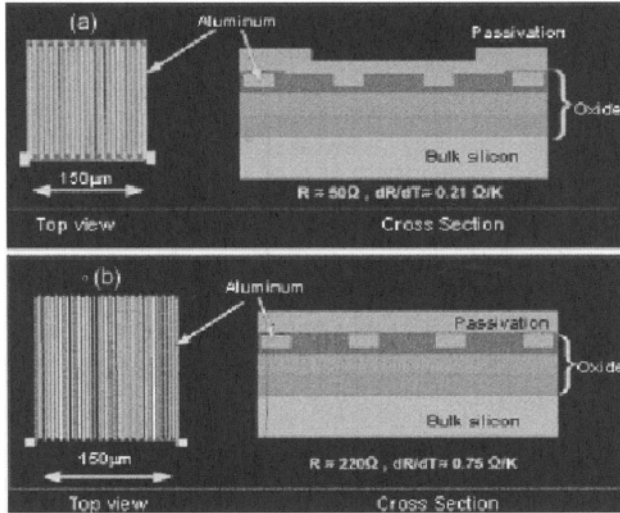 (a)
Aluminum
Passivation
Oxide
Bulk silicon
150µm
R = 50Ω , dR/dT= 0.21 Ω/K
Top view
Cross Section
(b)
Aluminum
Passivation
Oxide
Bulk silicon
150µm
R = 220Ω , dR/dT = 0.75 Ω/K
Top view
Cross Section